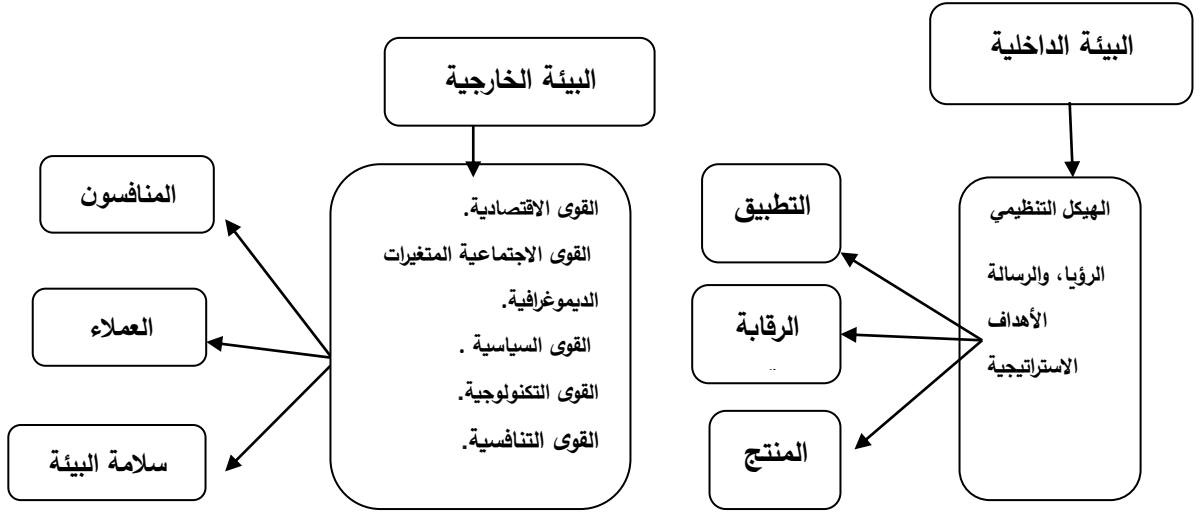 البيئة الداخلية
الهيكل التنظيمي
الرؤيا، والرسالة
الأهداف
الاستراتيجية
التطبيق
الرقابة
المنتج
البيئة الخارجية
القوى الاقتصادية.
القوى الاجتماعية المتغيرات
الديموغرافية.
القوى السياسية .
القوى التكنولوجية.
القوى التنافسية.
المنافسون
العملاء
سلامة البيئة